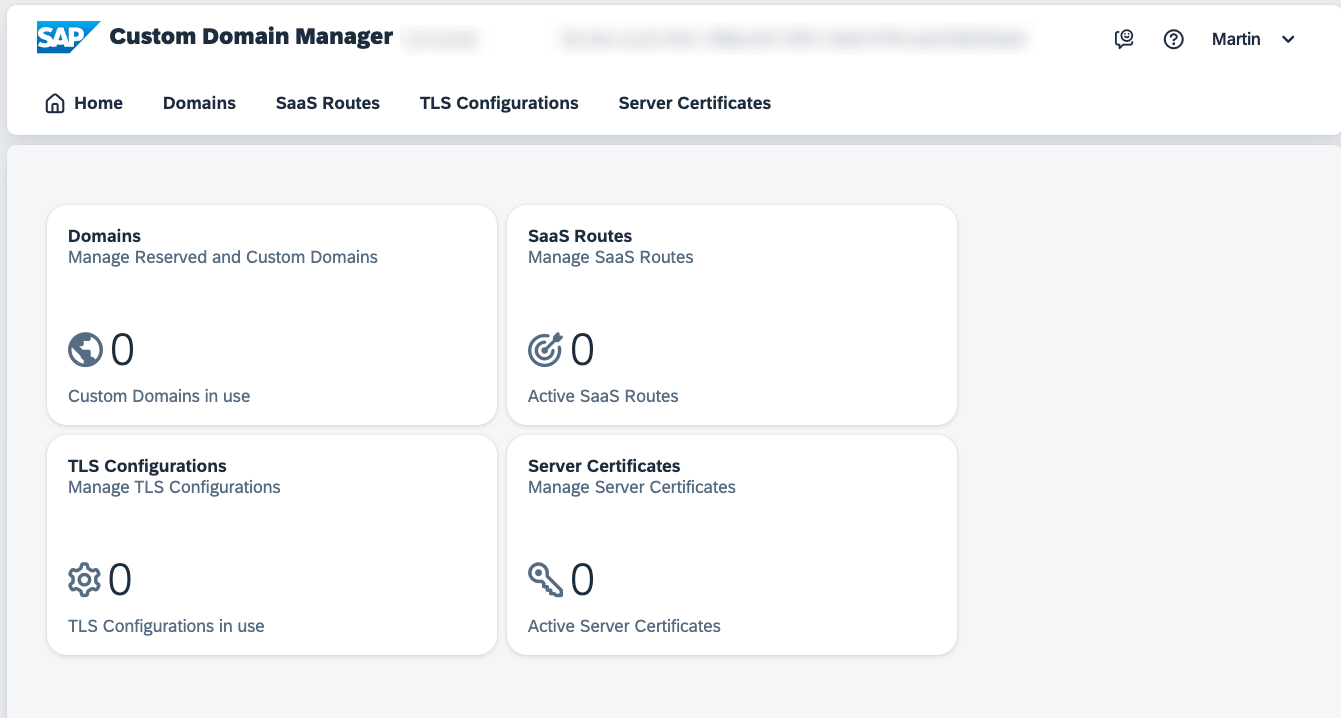 SAP Custom Domain Manager
Martin
Home Domains SaaS Routes TLS Configurations Server Certificates
Domains
Manage Reserved and Custom Domains
0
Custom Domains in use
SaaS Routes
Manage SaaS Routes
0
Active SaaS Routes
TLS Configurations
Manage TLS Configurations
0
TLS Configurations in use
Server Certificates
Manage Server Certificates
0
Active Server Certificates